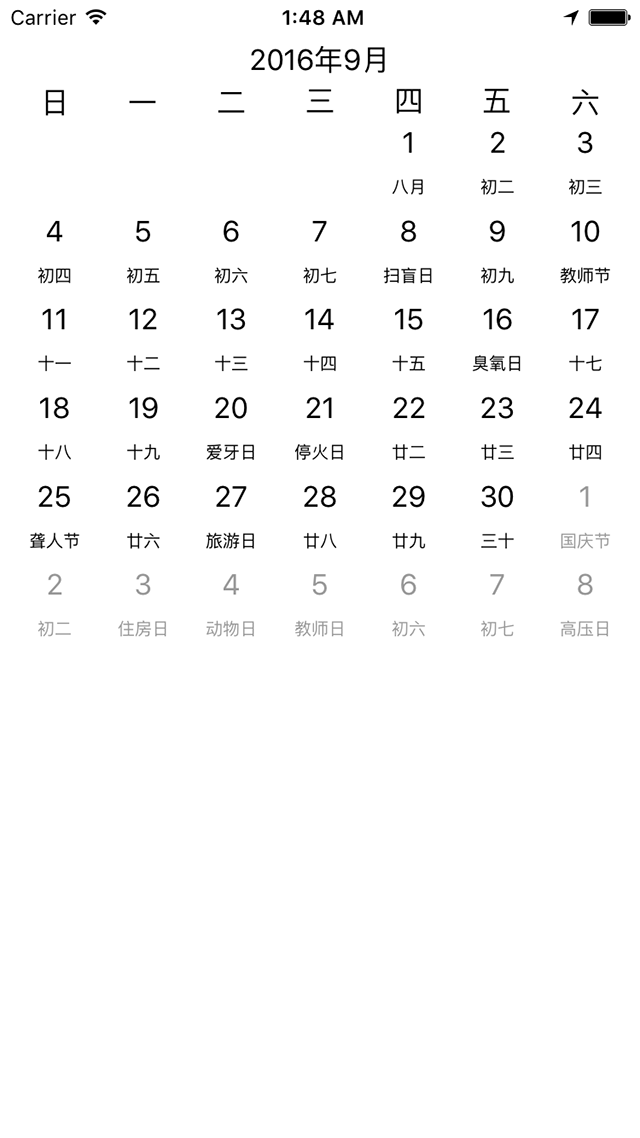 Carrier 1:48 AM
2016年9月
日 一 二 三 四 五 六
1 2 3
八月 初二 初三
4 5 6 7 8 9 10
初四 初五 初六 初七 扫盲日 初九 教师节
11 12 13 14 15 16 17
十一 十二 十三 十四 十五 臭氧日 十七
18 19 20 21 22 23 24
十八 十九 爱牙日 停火日 廿二 廿三 廿四
25 26 27 28 29 30 1
聋人节 廿六 旅游日 廿八 廿九 三十 国庆节
2 3 4 5 6 7 8
初二 住房日 动物日 教师日 初六 初七 高压日